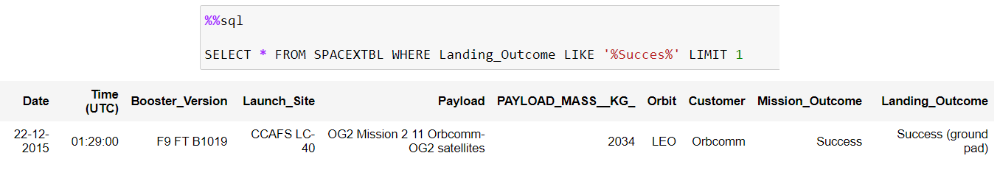 %%sql
SELECT * FROM SPACEXTBL WHERE Landing_Outcome LIKE '%Succes%' LIMIT 1
Date Time (UTC) Booster_Version Launch_Site Payload PAYLOAD_MASS__KG_ Orbit Customer Mission_Outcome Landing_Outcome
22-12-2015 01:29:00 F9 FT B1019 CCAFS LC-40 OG2 Mission 2 11 Orbcomm-OG2 satellites 2034 LEO Orbcomm Success Success (ground pad)